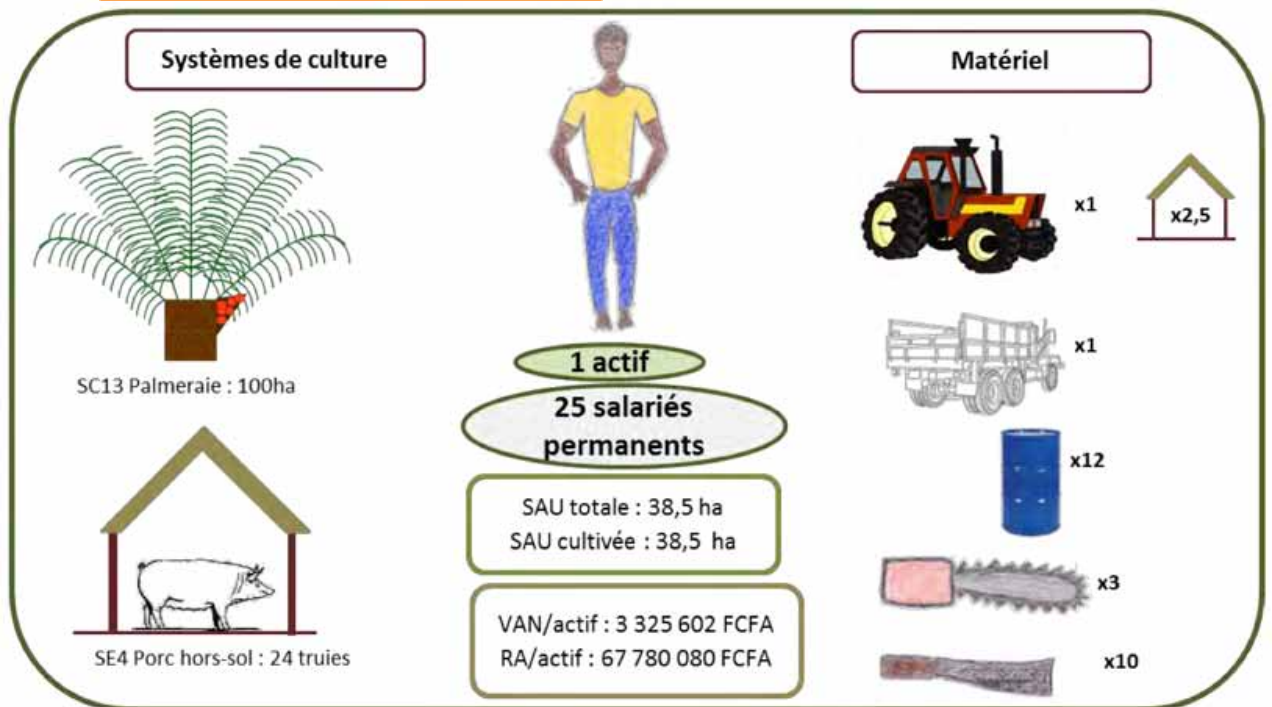 Systèmes de culture
SC13 Palmeraie : 100ha
SE4 Porc hors-sol : 24 truies
1 actif
25 salariés
permanents
SAU totale : 38,5 ha
SAU cultivée : 38,5 ha
VAN/actif : 3 325 602 FCFA
RA/actif : 67 780 080 FCFA
Matériel
x1
x2,5
x1
x12
x3
x10